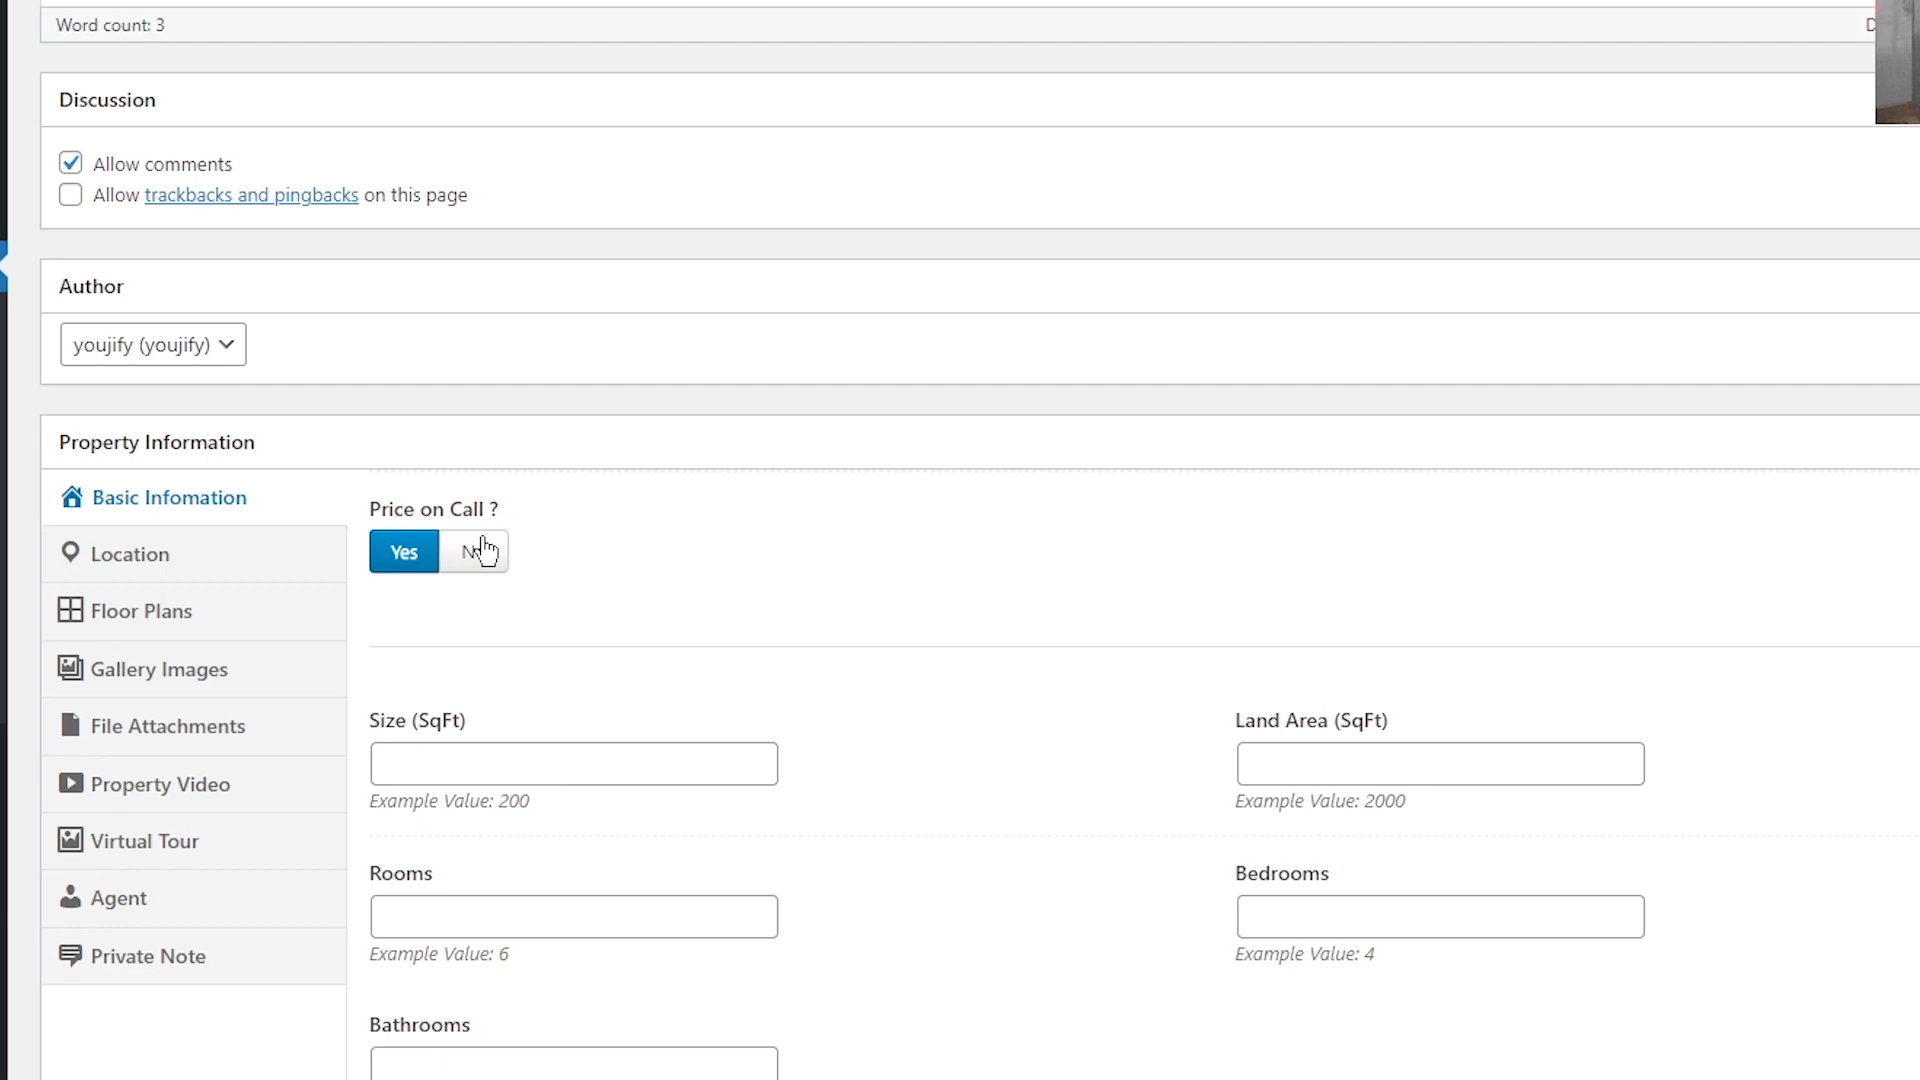 Word count: 3
Discussion
Allow comments
Allow trackbacks and pingbacks on this page
Author
youjify (youjify)
Property Information
Basic Infomation
Location
Floor Plans
Gallery Images
File Attachments
Property Video
Virtual Tour
Agent
Private Note
Price on Call ?
Yes
Size (SqFt)
Example Value: 200
Land Area (SqFt)
Example Value: 2000
Rooms
Example Value: 6
Bedrooms
Example Value: 4
Bathrooms